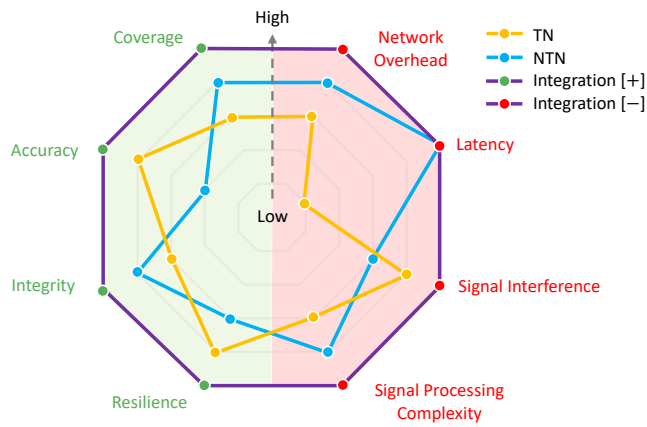 High
Coverage
Network
Overhead
TN
NTN
Integration [+]
Integration [−]
Accuracy
Latency
Low
Integrity
Signal Interference
Resilience
Signal Processing
Complexity